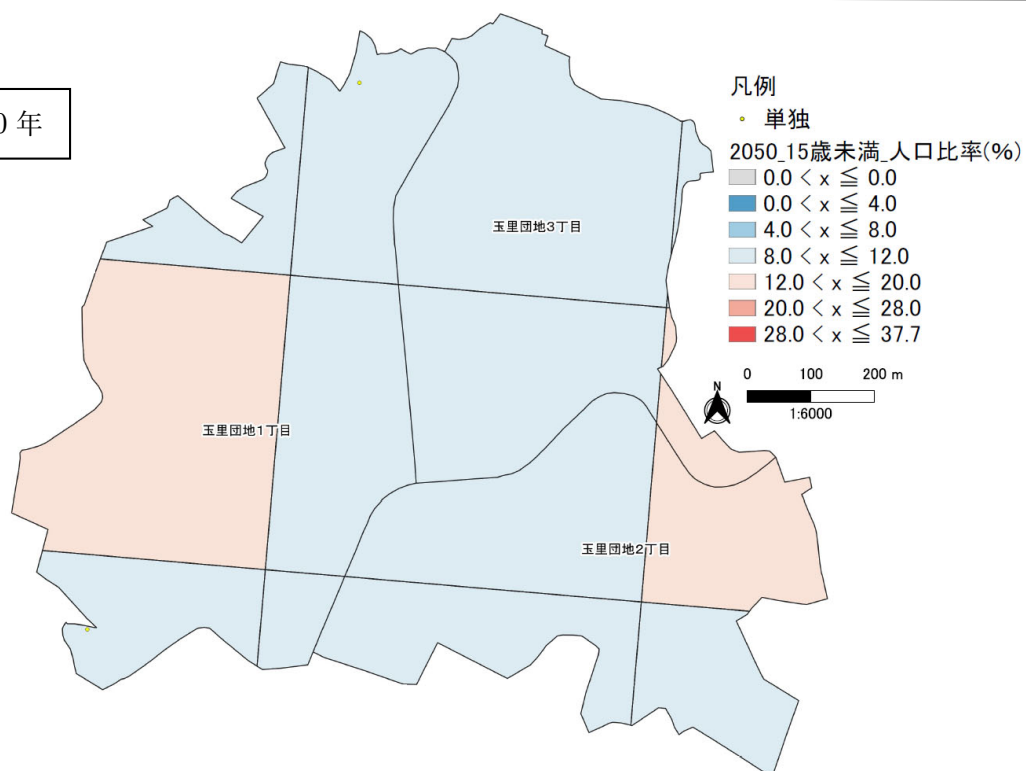 0 年
凡例
単独
2050_15歳未満_人口比率(%)
0.0 < x ≦ 0.0
0.0 < x ≦ 4.0
4.0 < x ≦ 8.0
8.0 < x ≦ 12.0
12.0 < x ≦ 20.0
20.0 < x ≦ 28.0
28.0 < x ≦ 37.7
0 100 200 m
N
1:6000
玉里団地3丁目
玉里団地1丁目
玉里団地2丁目